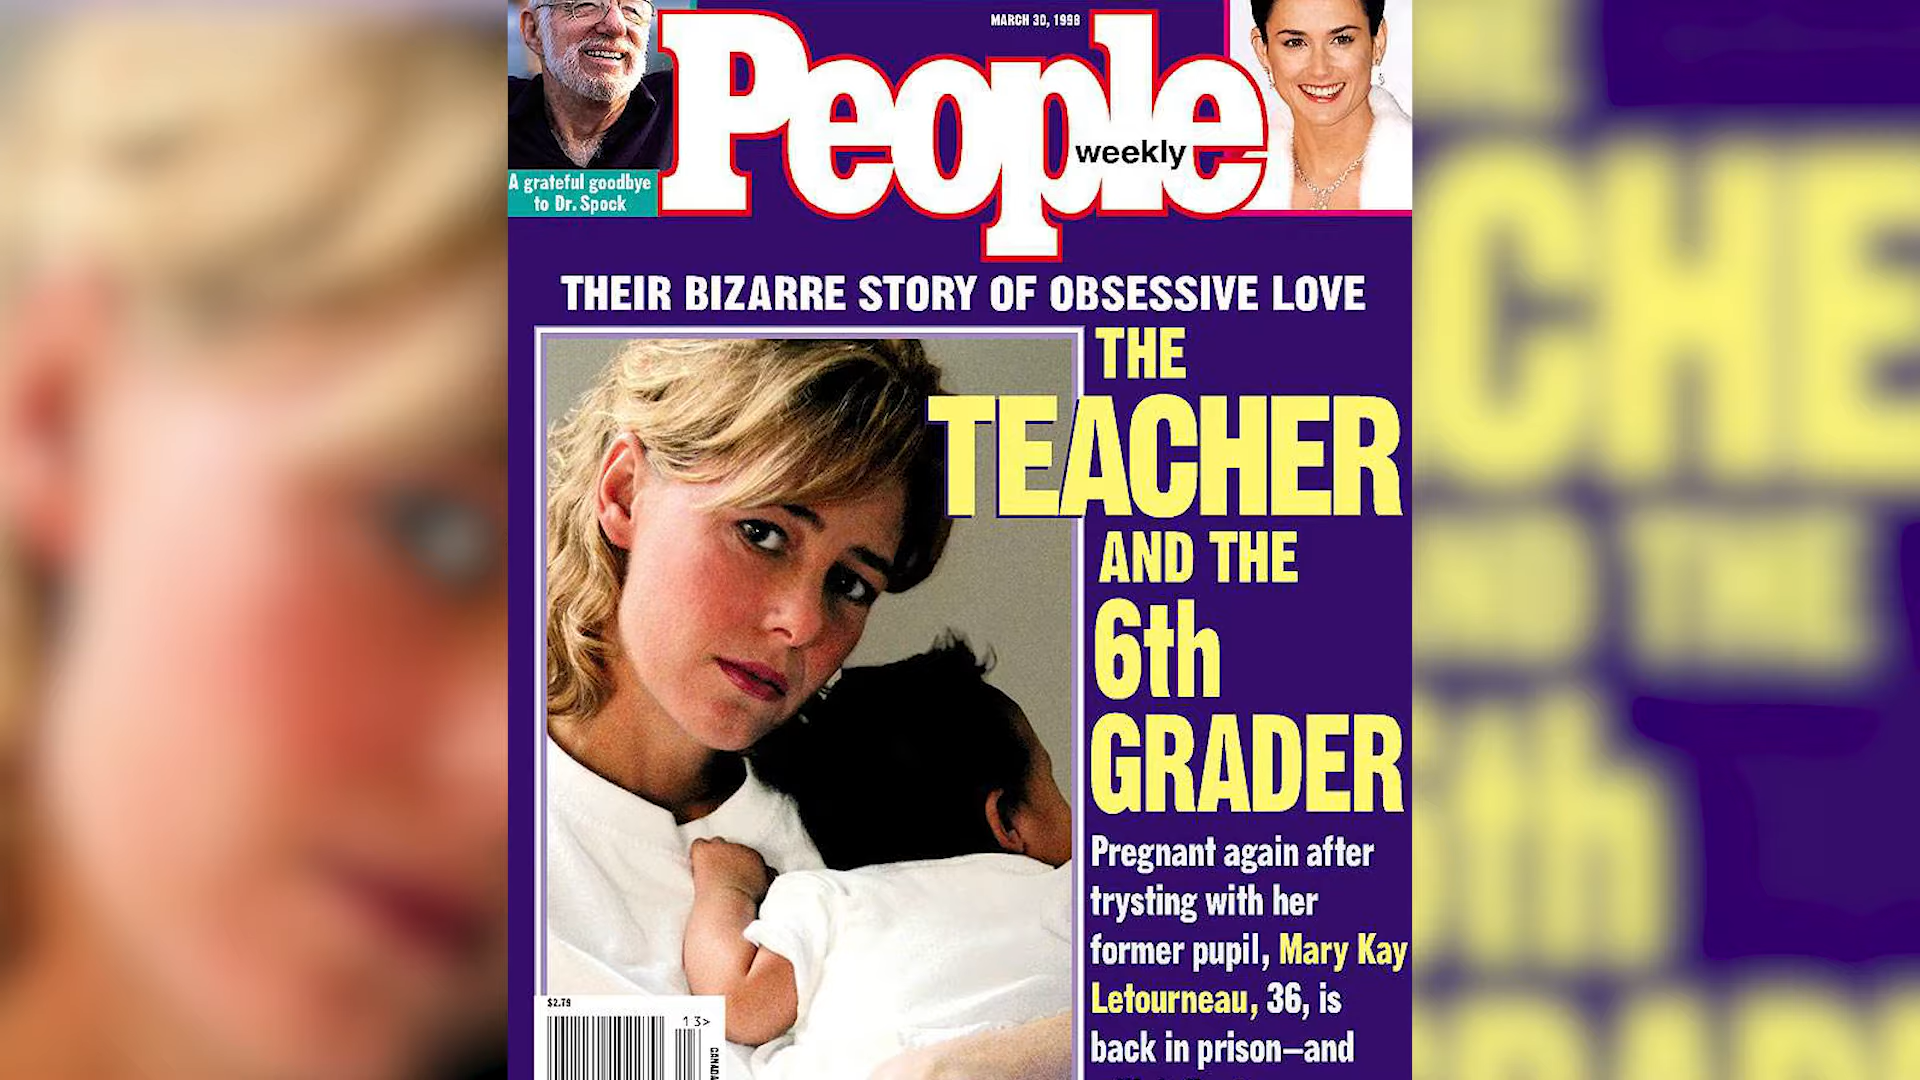 MARCH 30, 1998
People
weekly
A grateful goodbye
to Dr. Spock
THEIR BIZARRE STORY OF OBSESSIVE LOVE
THE
TEACHER
AND THE
6th
GRADER
Pregnant again after
trysting with her
former pupil, Mary Kay
Letourneau, 36, is
back in prison—and
$2.79
13>
CANADA